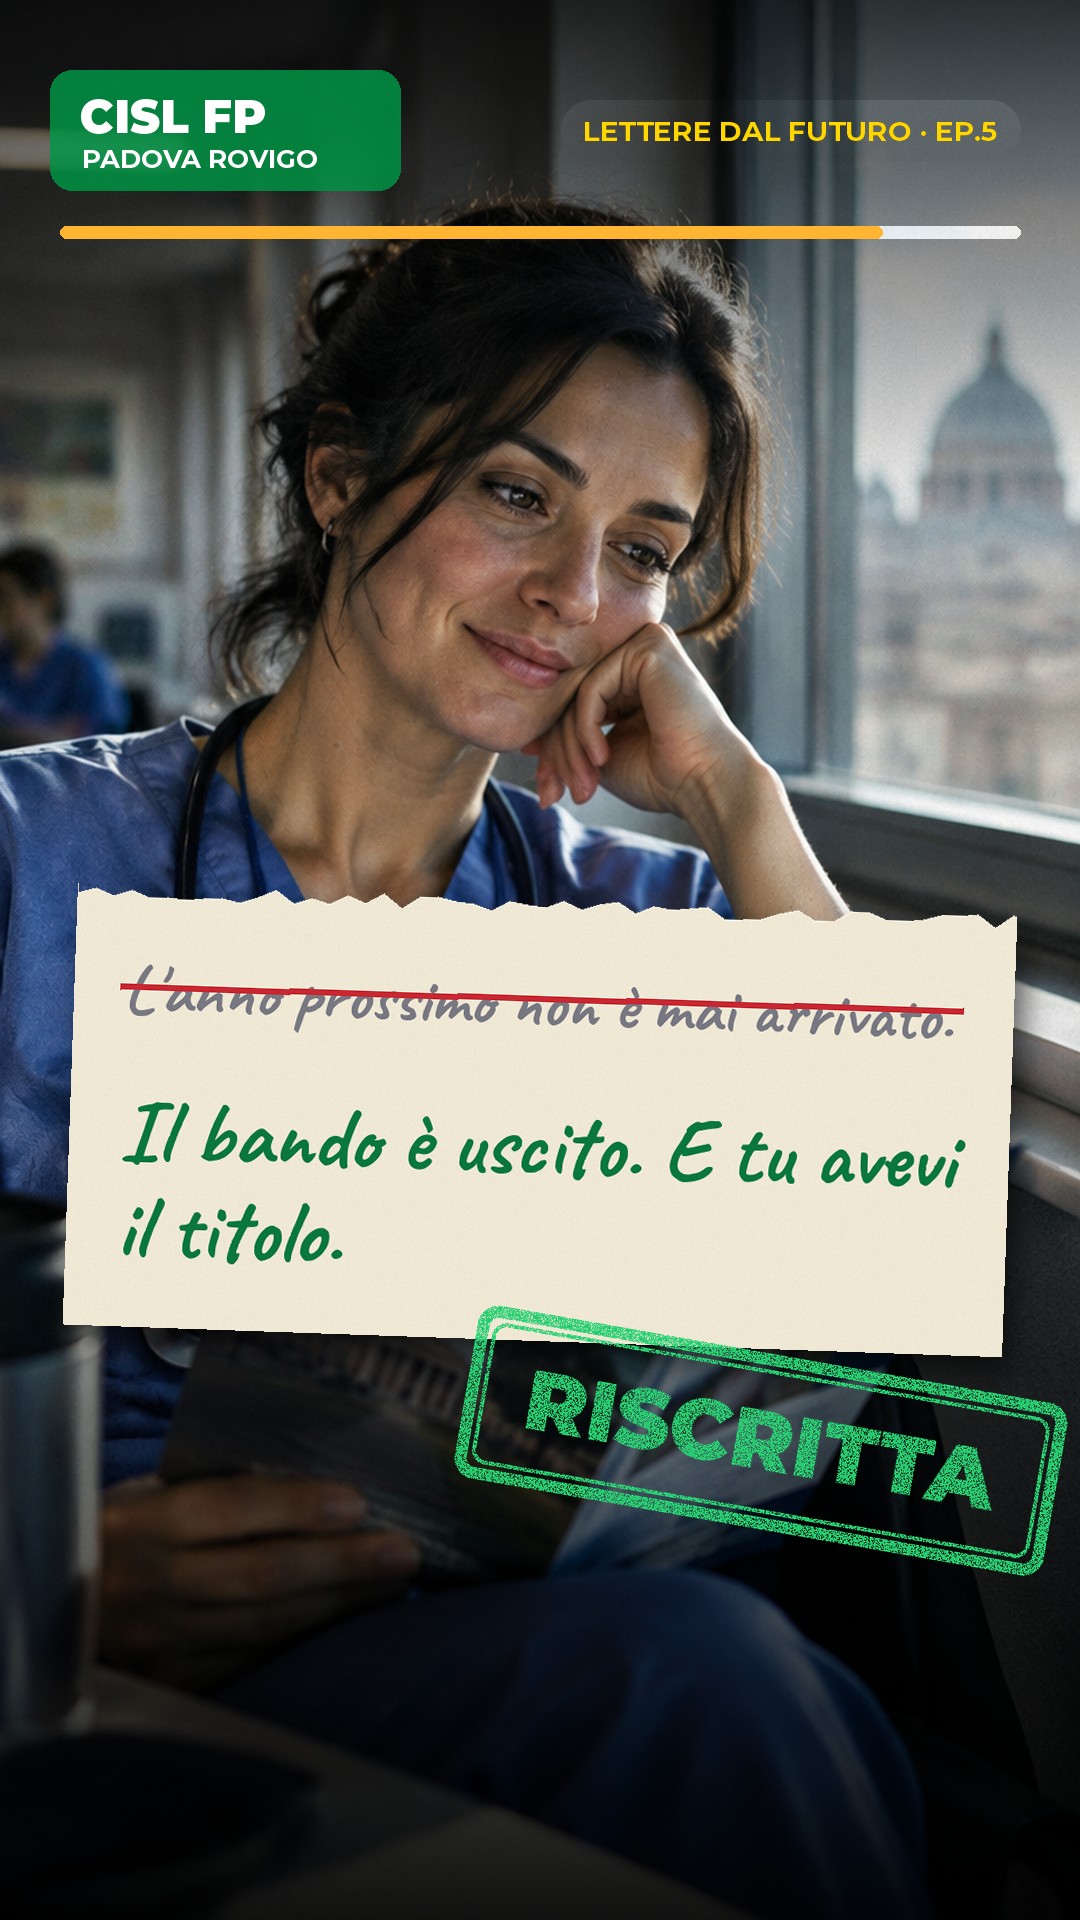 CISL FP
PADOVA ROVIGO
LETTERE DAL FUTURO · EP.5
L'anno prossimo non è mai arrivato.
Il bando è uscito. E tu avevi
il titolo.
RISCRITTA